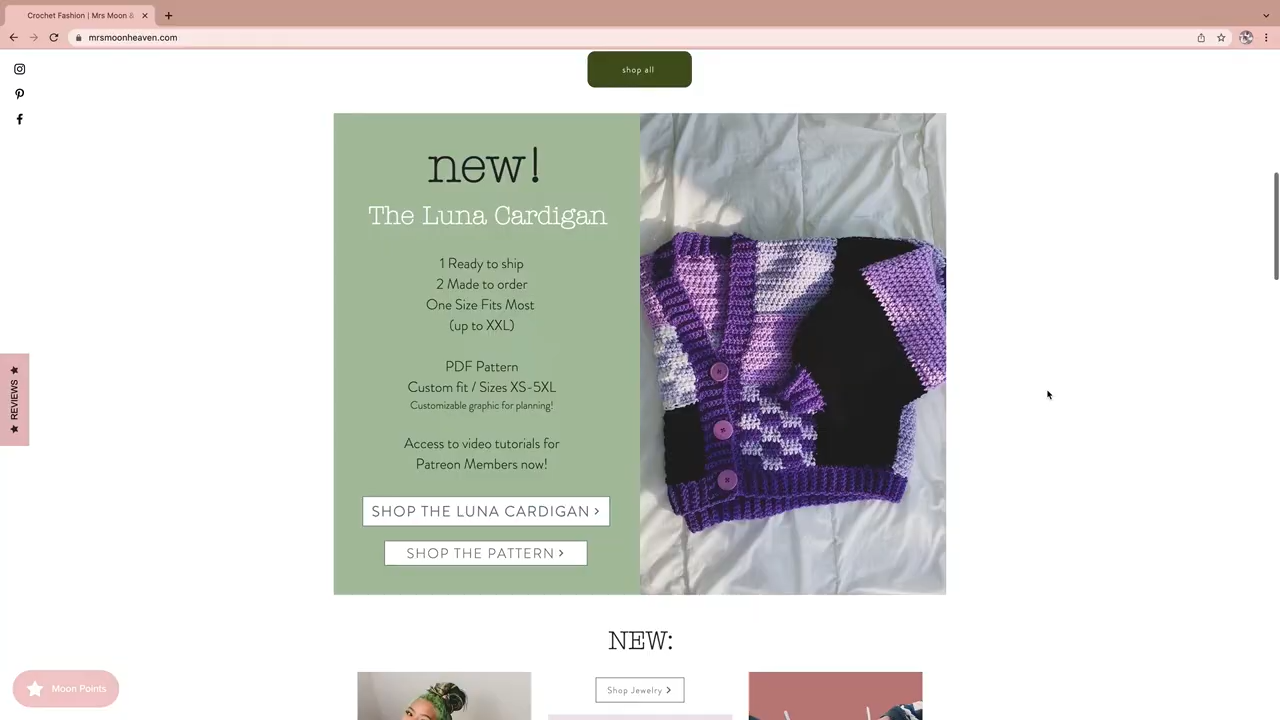 Crochet Fashion | Mrs Moon &
mrsmoonheaven.com
shop all
new!
The Luna Cardigan
1 Ready to ship
2 Made to order
One Size Fits Most
(up to XXL)
PDF Pattern
Custom fit / Sizes XS-5XL
Customizable graphic for planning!
Access to video tutorials for
Patreon Members now!
SHOP THE LUNA CARDIGAN >
SHOP THE PATTERN >
★ REVIEWS ★
NEW:
Shop Jewelry >
Moon Points